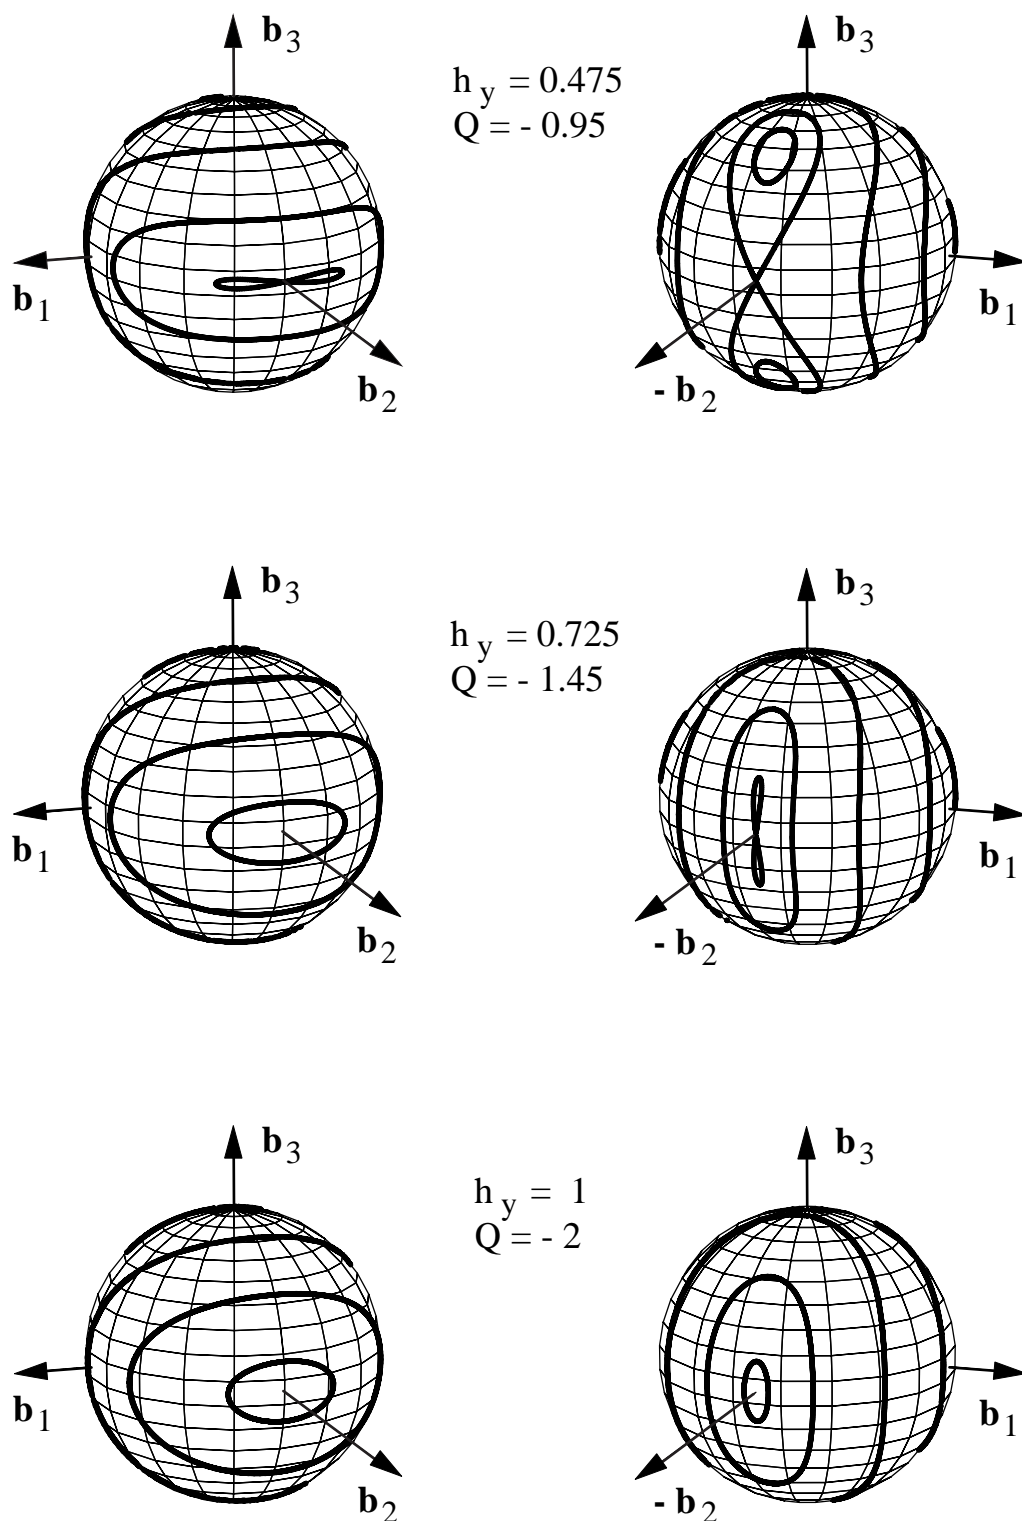 b3
b3
h y = 0.475
Q = - 0.95
b1
b1
b2
- b2
b3
b3
h y = 0.725
Q = - 1.45
b1
b1
b2
- b2
b3
b3
h y = 1
Q = - 2
b1
b1
b2
- b2